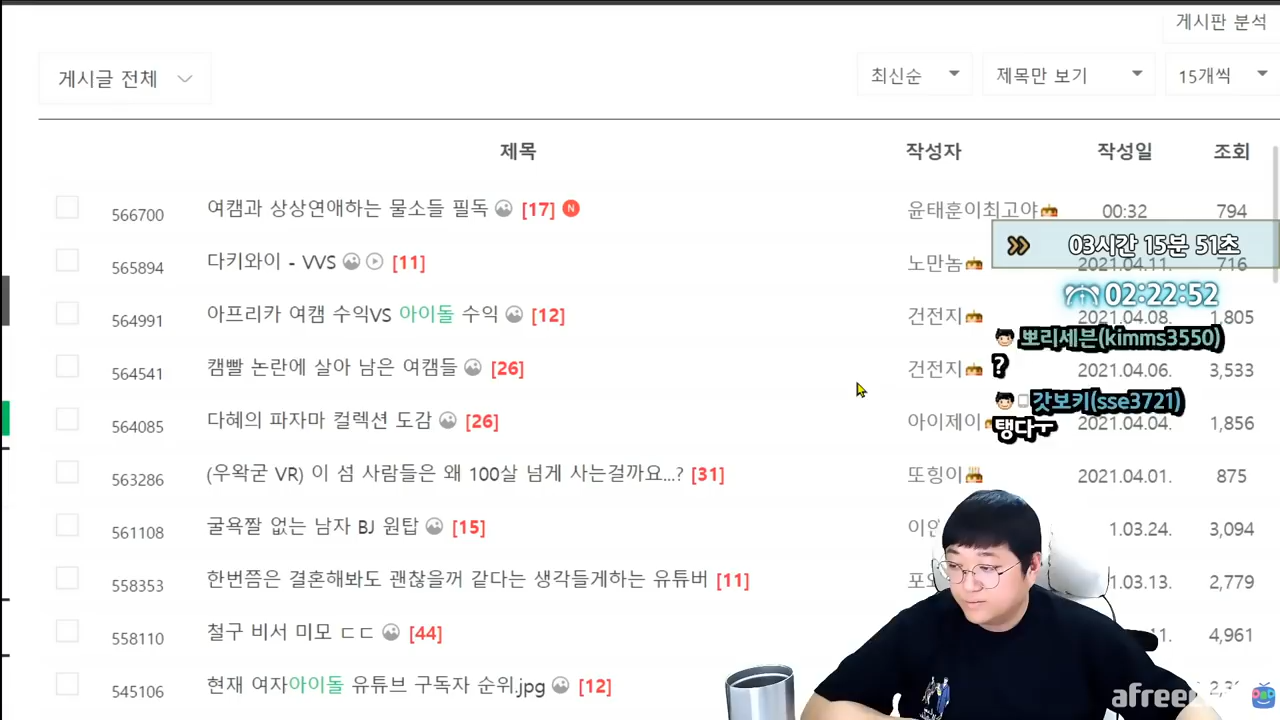 게시판 분석
게시글 전체
최신순 제목만 보기 15개씩
제목 작성자 작성일 조회
566700 여캠과 상상연애하는 물소들 필독 [17] N 윤태훈이최고야 00:32 794
03시간 15분 51초
565894 다키와이 - VVS [11] 노만놈 2021.04.11. 716
02:22:52
564991 아프리카 여캠 수익VS 아이돌 수익 [12] 건전지 2021.04.08. 1,805
뽀리세븐(kimms3550)
?
564541 캠빨 논란에 살아 남은 여캠들 [26] 건전지 2021.04.06. 3,533
갓보키(sse3721)
탱다ㅜ
564085 다혜의 파자마 컬렉션 도감 [26] 아이제이 2021.04.04. 1,856
563286 (우왁굳 VR) 이 섬 사람들은 왜 100살 넘게 사는걸까요...? [31] 또힝이 2021.04.01. 875
561108 굴욕짤 없는 남자 BJ 원탑 [15] 1.03.24. 3,094
558353 한번쯤은 결혼해봐도 괜찮을꺼 같다는 생각들게하는 유튜버 [11] 1.03.13. 2,779
558110 철구 비서 미모 ㄷㄷ [44] 11. 4,961
545106 현재 여자아이돌 유튜브 구독자 순위.jpg [12]
afree